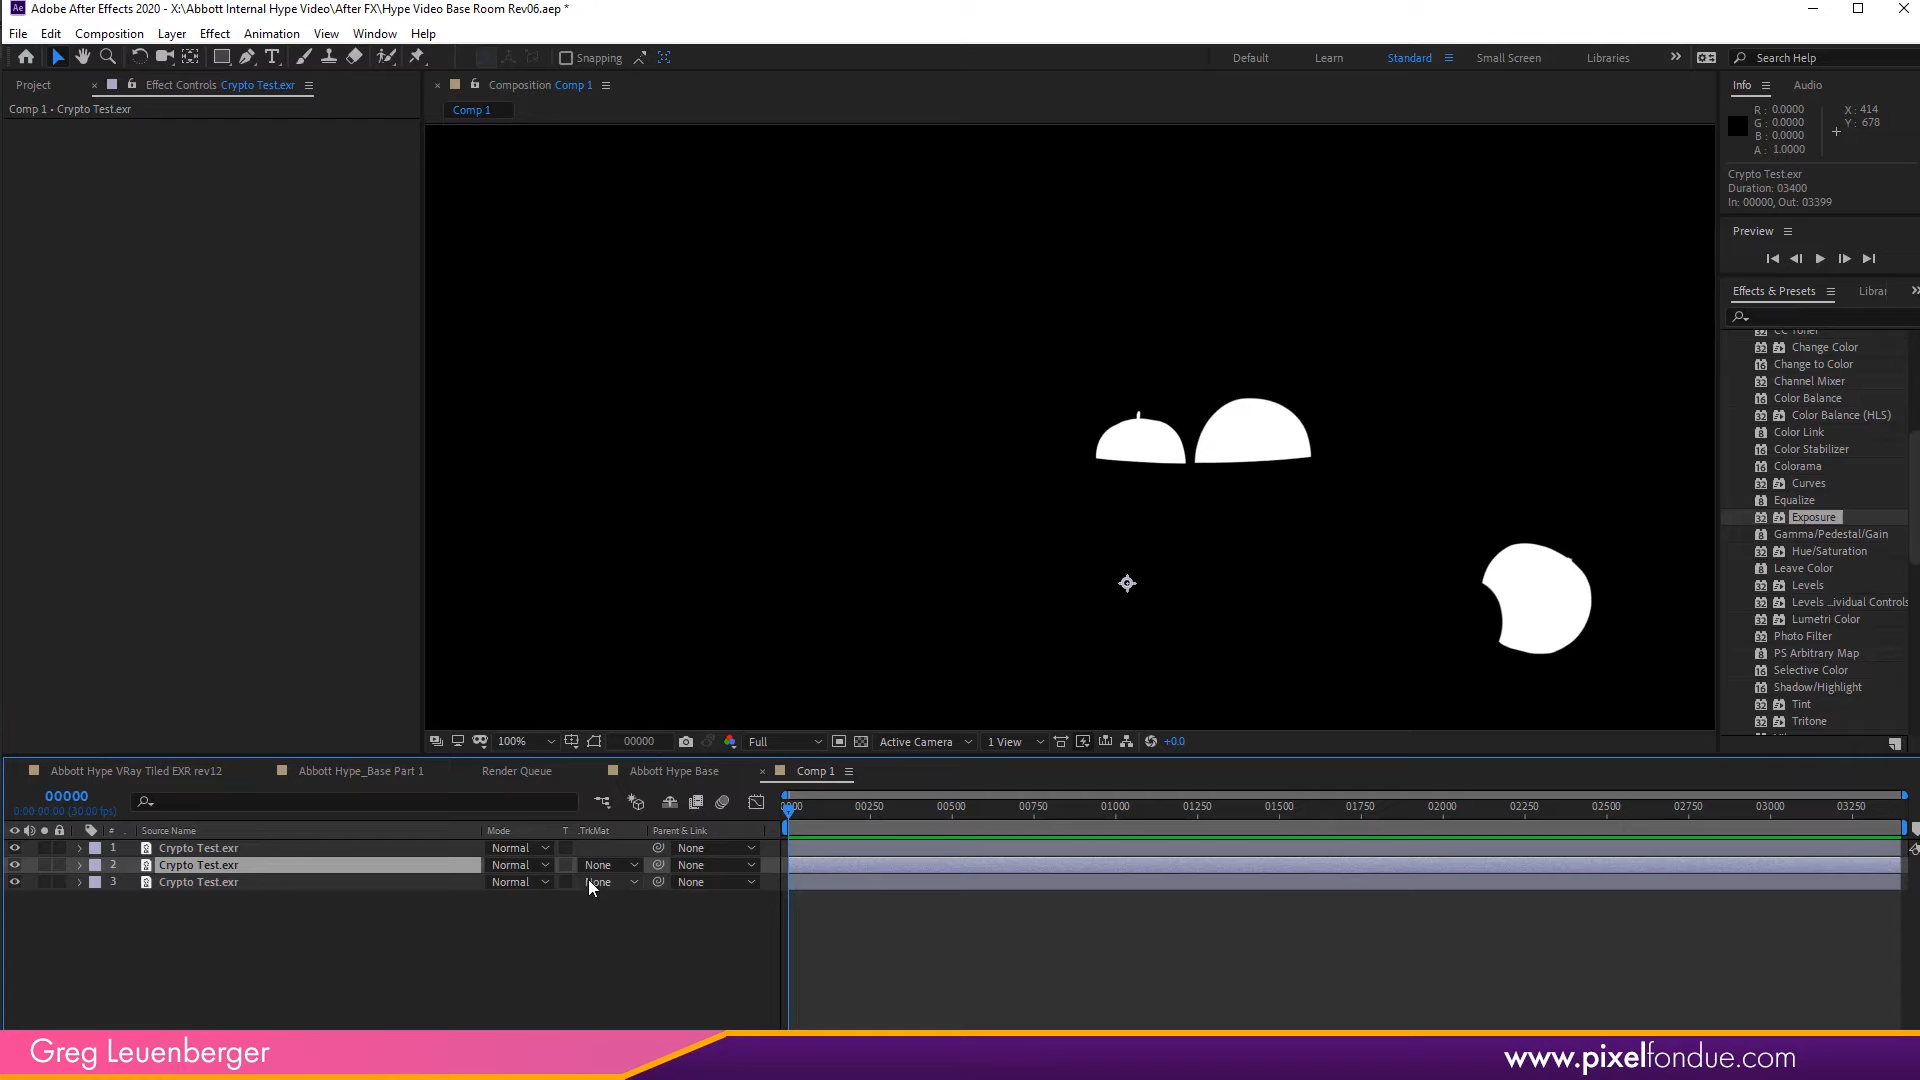 Adobe After Effects 2020 - X:\Abbott Internal Hype Video\After FX\Hype Video Base Room Rev06.aep *
File Edit Composition Layer Effect Animation View Window Help
Snapping Default Learn Standard Small Screen Libraries Search Help
Project Effect Controls Crypto Test.exr
Comp 1 • Crypto Test.exr
Composition Comp 1
Comp 1
Info Audio
R : 0.0000 X : 414
G : 0.0000 Y : 678
B : 0.0000
A : 1.0000
Crypto Test.exr
Duration: 03400
In: 00000, Out: 03399
Preview
Effects & Presets Librar
CC Toner
Change Color
Change to Color
Channel Mixer
Color Balance
Color Balance (HLS)
Color Link
Color Stabilizer
Colorama
Curves
Equalize
Exposure
Gamma/Pedestal/Gain
Hue/Saturation
Leave Color
Levels
Levels ...ividual Controls
Lumetri Color
Photo Filter
PS Arbitrary Map
Selective Color
Shadow/Highlight
Tint
Tritone
100% 00000 Full Active Camera 1 View +0.0
Abbott Hype VRay Tiled EXR rev12 Abbott Hype_Base Part 1 Render Queue Abbott Hype Base Comp 1
00000
0:00:00:00 (30.00 fps)
0000 00250 00500 00750 01000 01250 01500 01750 02000 02250 02500 02750 03000 03250
# Source Name Mode T .TrkMat Parent & Link
1 Crypto Test.exr Normal None
2 Crypto Test.exr Normal None None
3 Crypto Test.exr Normal None None
Greg Leuenberger
www.pixelfondue.com